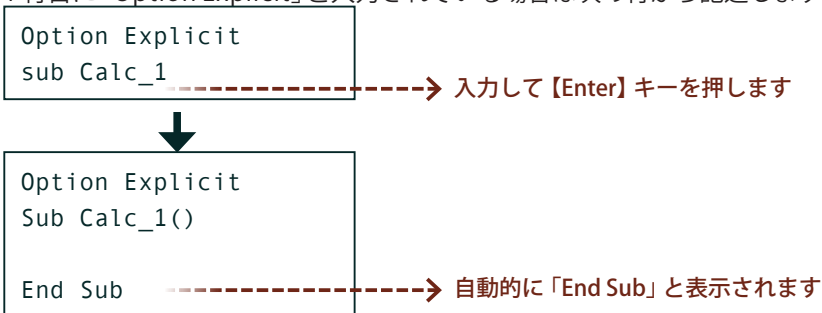 Option Explicit
sub Calc_1
入力して【Enter】キーを押します
Option Explicit
Sub Calc_1()
End Sub
自動的に「End Sub」と表示されます